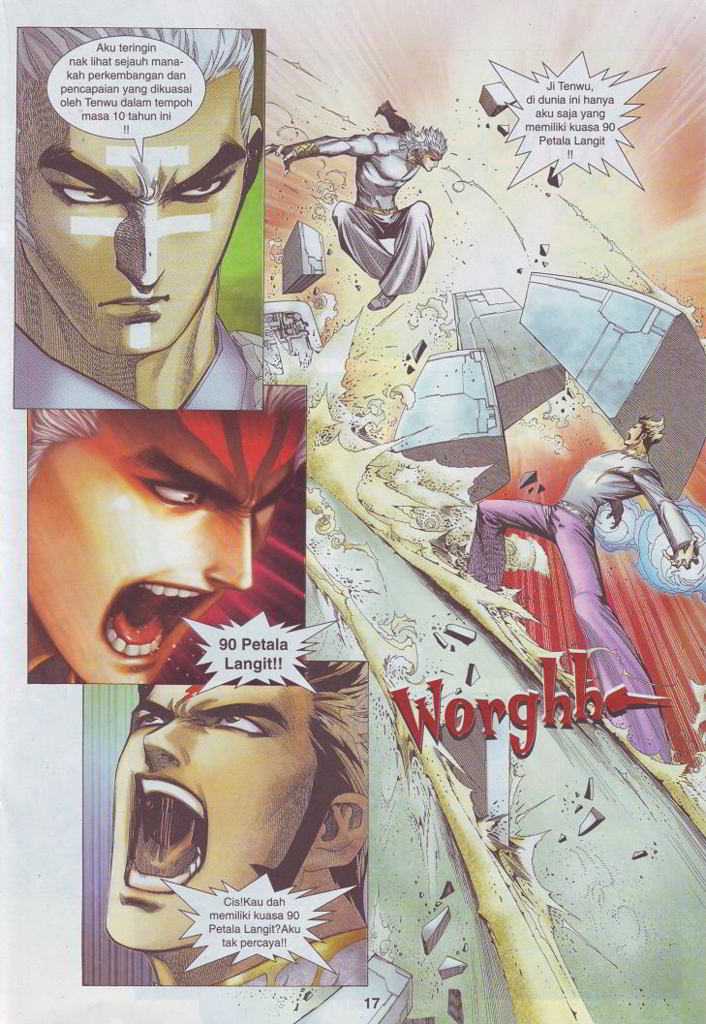 Aku teringin
nak lihat sejauh mana-
kah perkembangan dan
pencapaian yang dikuasai
oleh Tenwu dalam tempoh
masa 10 tahun ini
!!
Ji Tenwu,
di dunia ini hanya
aku saja yang
memiliki kuasa 90
Petala Langit
!!
90 Petala
Langit!!
Worghh
Cis!Kau dah
memiliki kuasa 90
Petala Langit?Aku
tak percaya!!
17